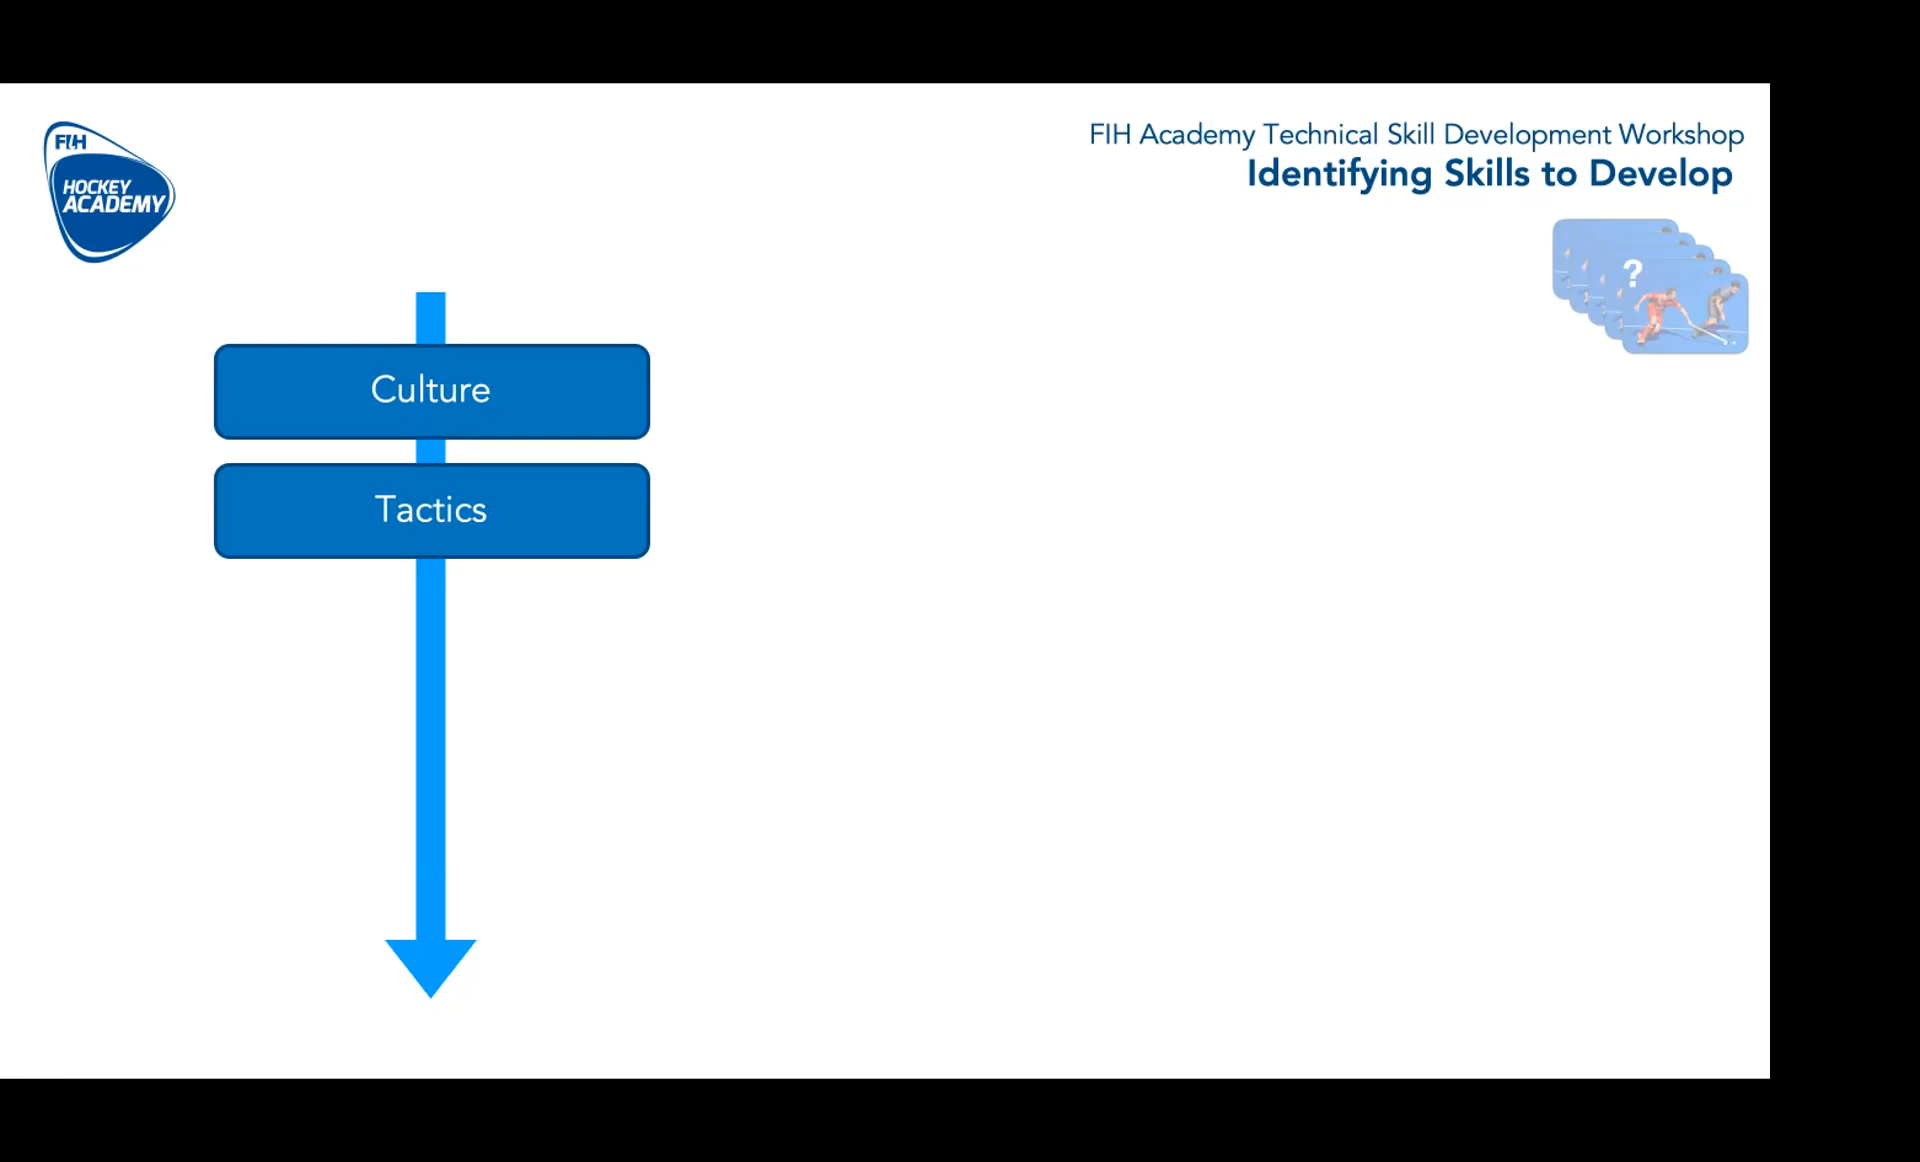 FIH
HOCKEY
ACADEMY
FIH Academy Technical Skill Development Workshop
Identifying Skills to Develop
?
Culture
Tactics